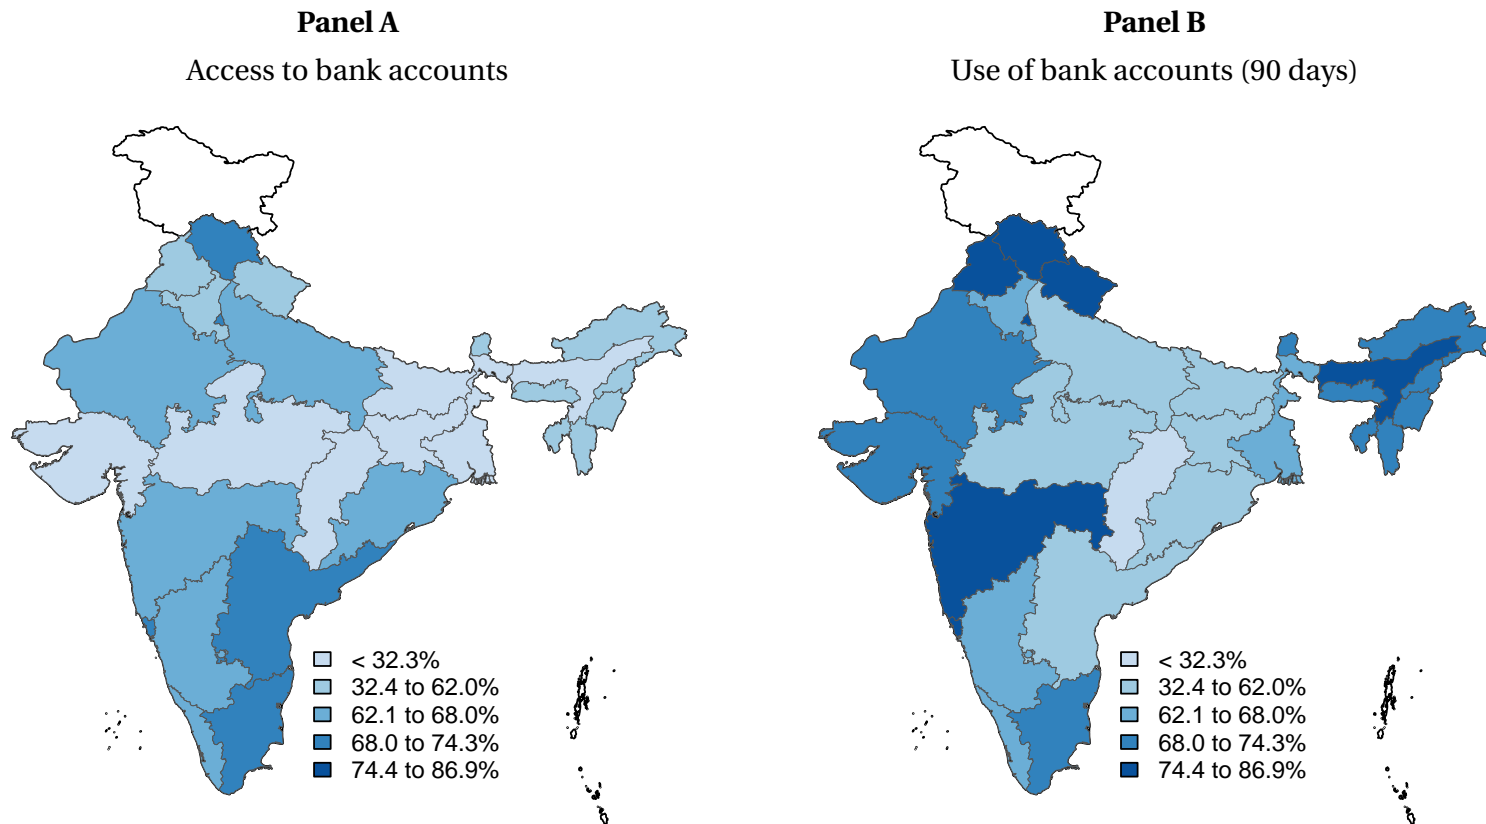 Panel A
Access to bank accounts
< 32.3%
32.4 to 62.0%
62.1 to 68.0%
68.0 to 74.3%
74.4 to 86.9%
Panel B
Use of bank accounts (90 days)
< 32.3%
32.4 to 62.0%
62.1 to 68.0%
68.0 to 74.3%
74.4 to 86.9%